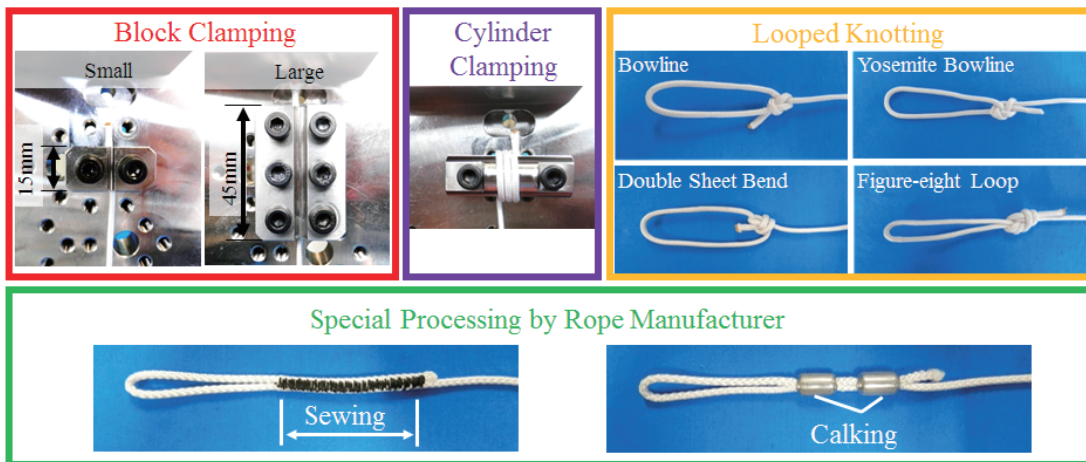 Block Clamping
Small
Large
15mm
45mm
Cylinder
Clamping
Looped Knotting
Bowline
Yosemite Bowline
Double Sheet Bend
Figure-eight Loop
Special Processing by Rope Manufacturer
Sewing
Calking